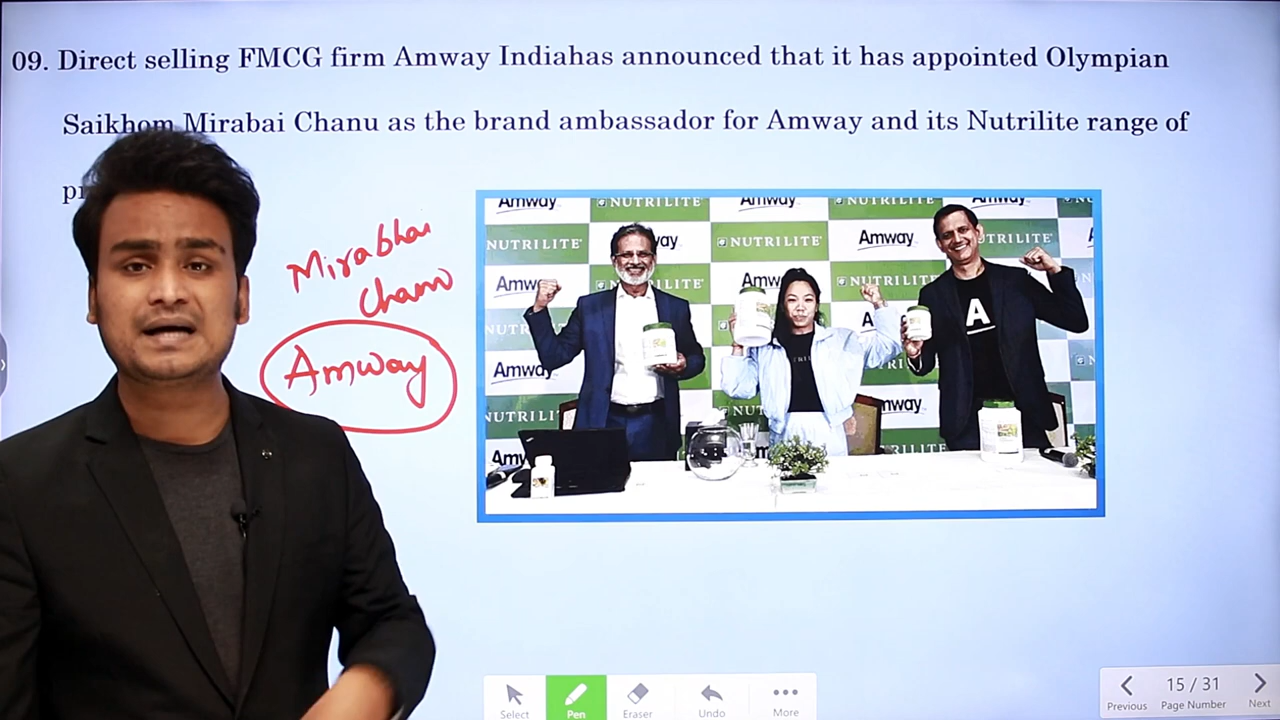 09. Direct selling FMCG firm Amway Indiahas announced that it has appointed Olympian
Saikhom Mirabai Chanu as the brand ambassador for Amway and its Nutrilite range of
Mirabhai
Chanu
Amway
Amway NUTRILITE Amway NUTRILITE Amway
NUTRILITE NUTRILITE Amway NUTRILITE
NUTRILITE
Amway
A
Select Pen Eraser Undo More
Previous
15 / 31
Page Number
Next